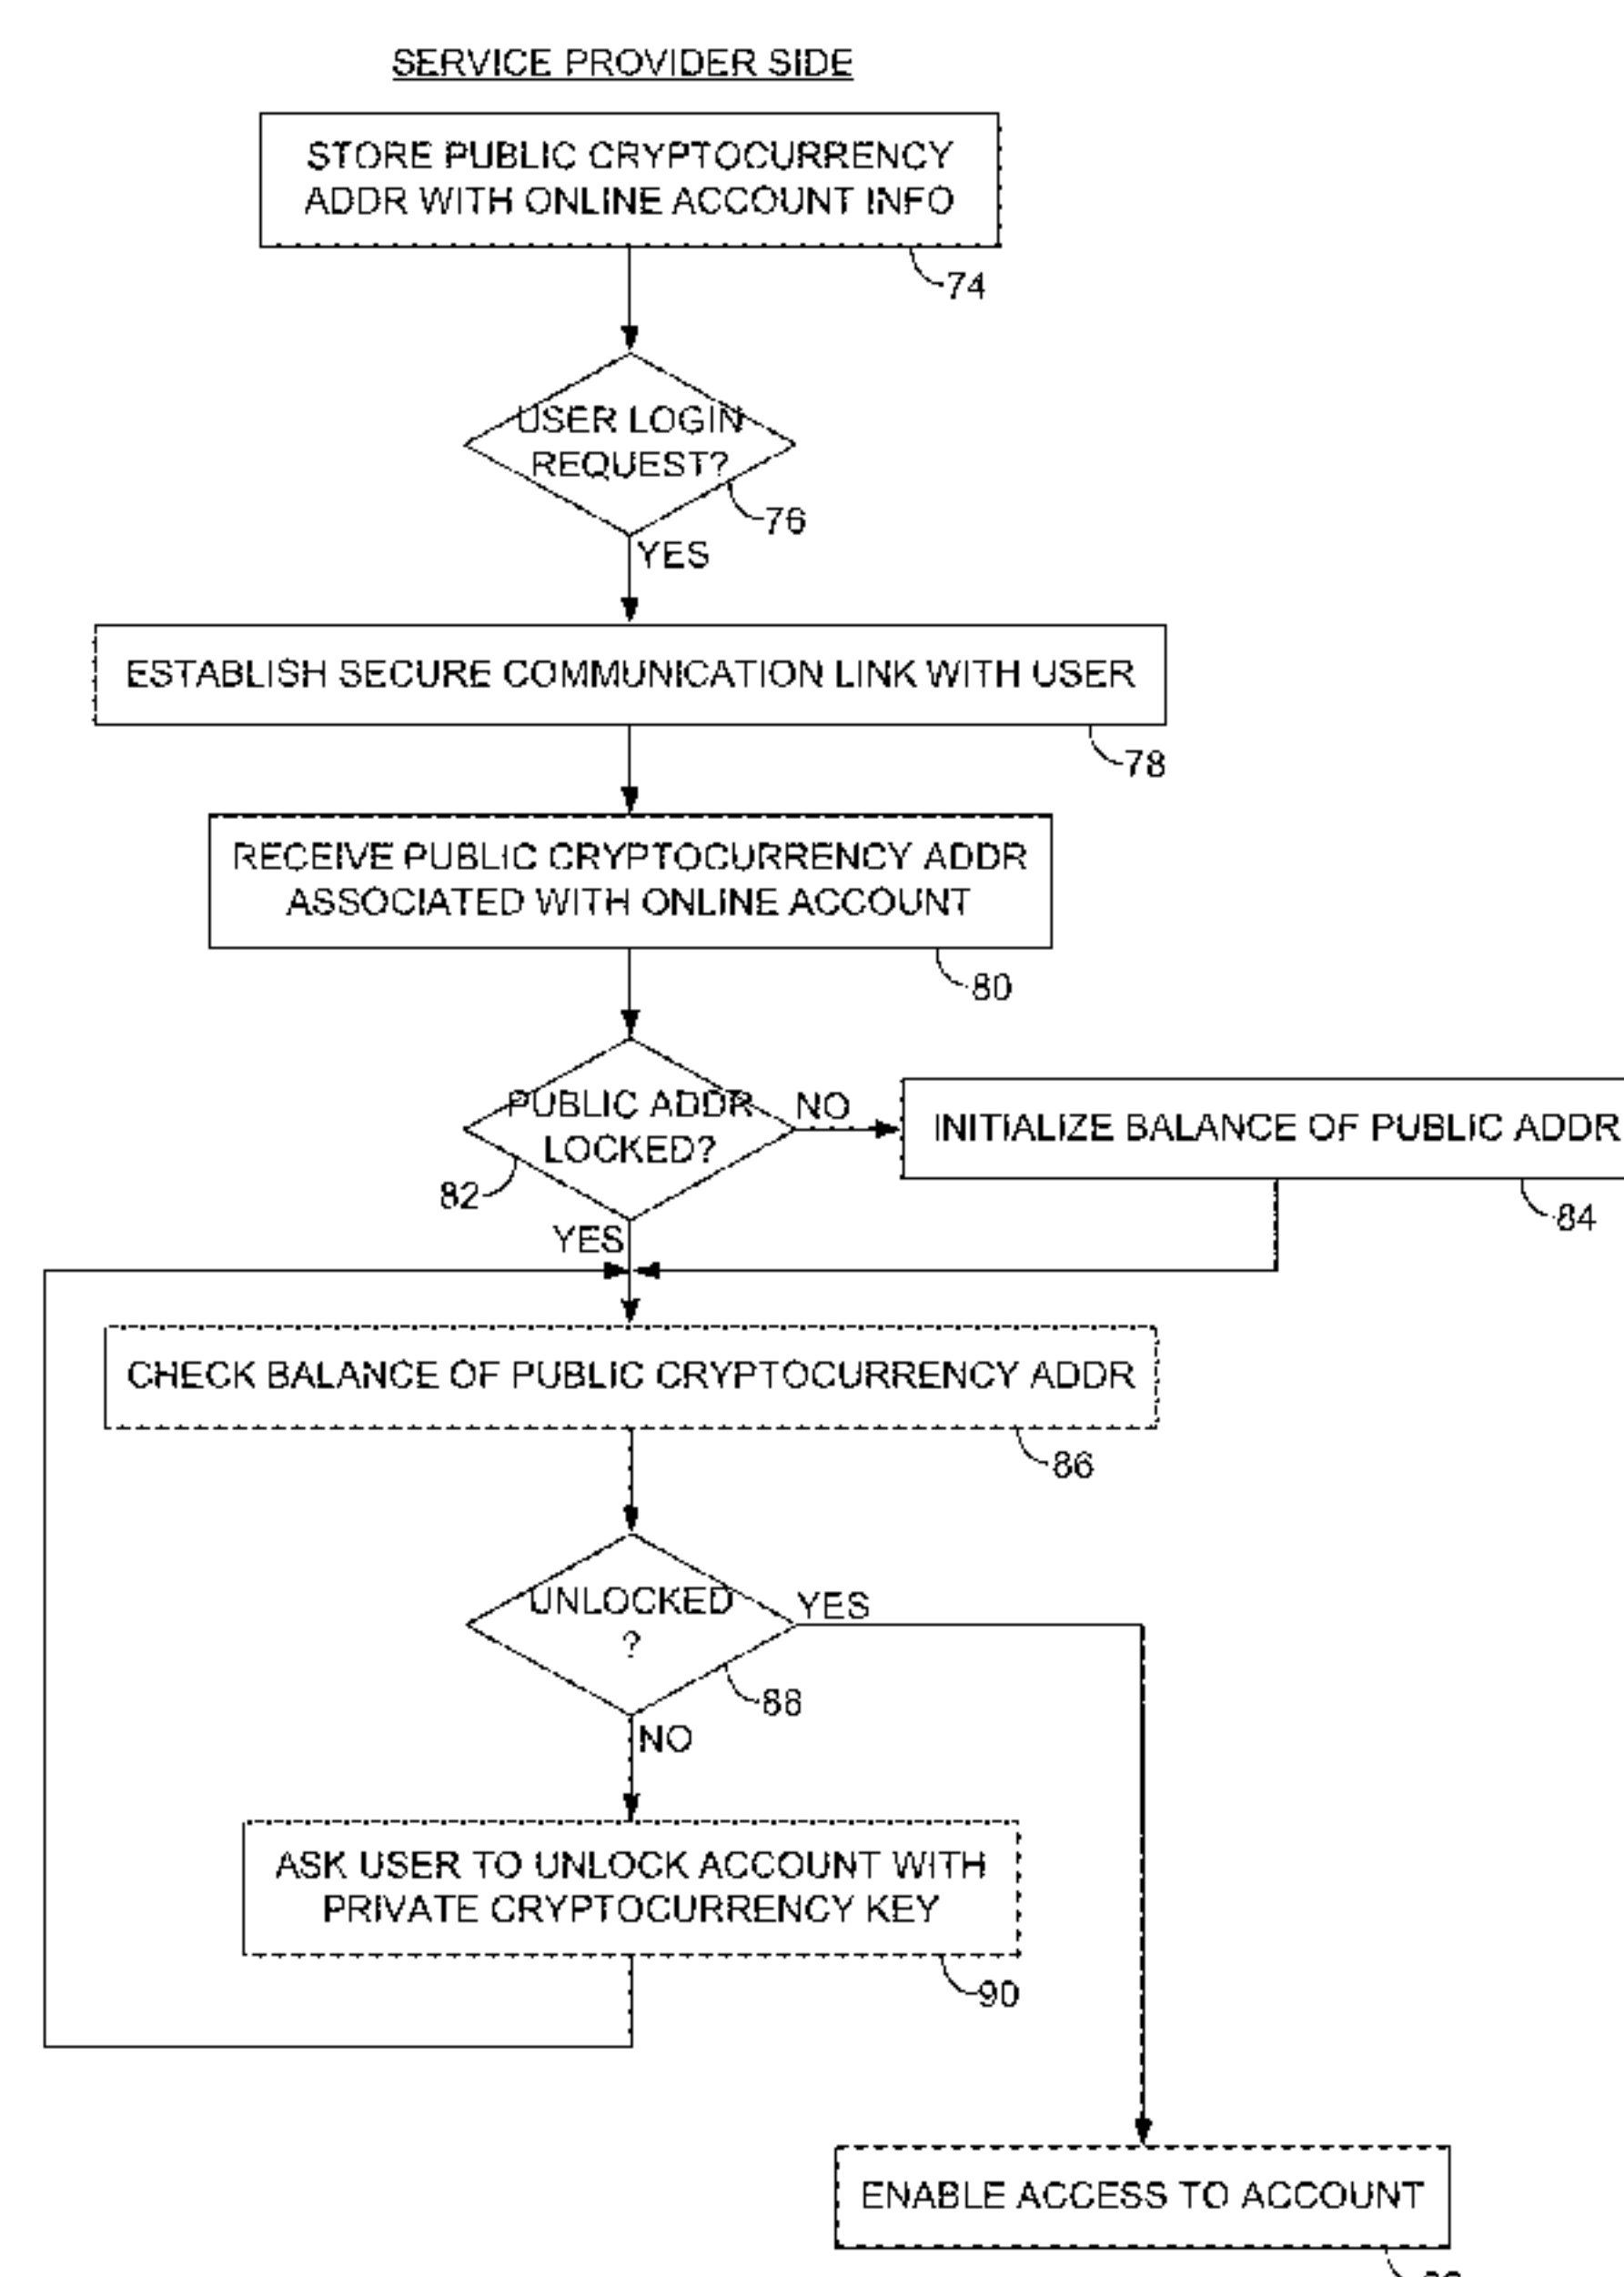 SERVICE PROVIDER SIDE
STORE PUBLIC CRYPTOCURRENCY
ADDR WITH ONLINE ACCOUNT INFO
74
USER LOGIN
REQUEST?
76
YES
ESTABLISH SECURE COMMUNICATION LINK WITH USER
78
RECEIVE PUBLIC CRYPTOCURRENCY ADDR
ASSOCIATED WITH ONLINE ACCOUNT
80
PUBLIC ADDR
LOCKED?
82
NO
INITIALIZE BALANCE OF PUBLIC ADDR
84
YES
CHECK BALANCE OF PUBLIC CRYPTOCURRENCY ADDR
86
UNLOCKED
?
88
YES
NO
ASK USER TO UNLOCK ACCOUNT WITH
PRIVATE CRYPTOCURRENCY KEY
90
ENABLE ACCESS TO ACCOUNT